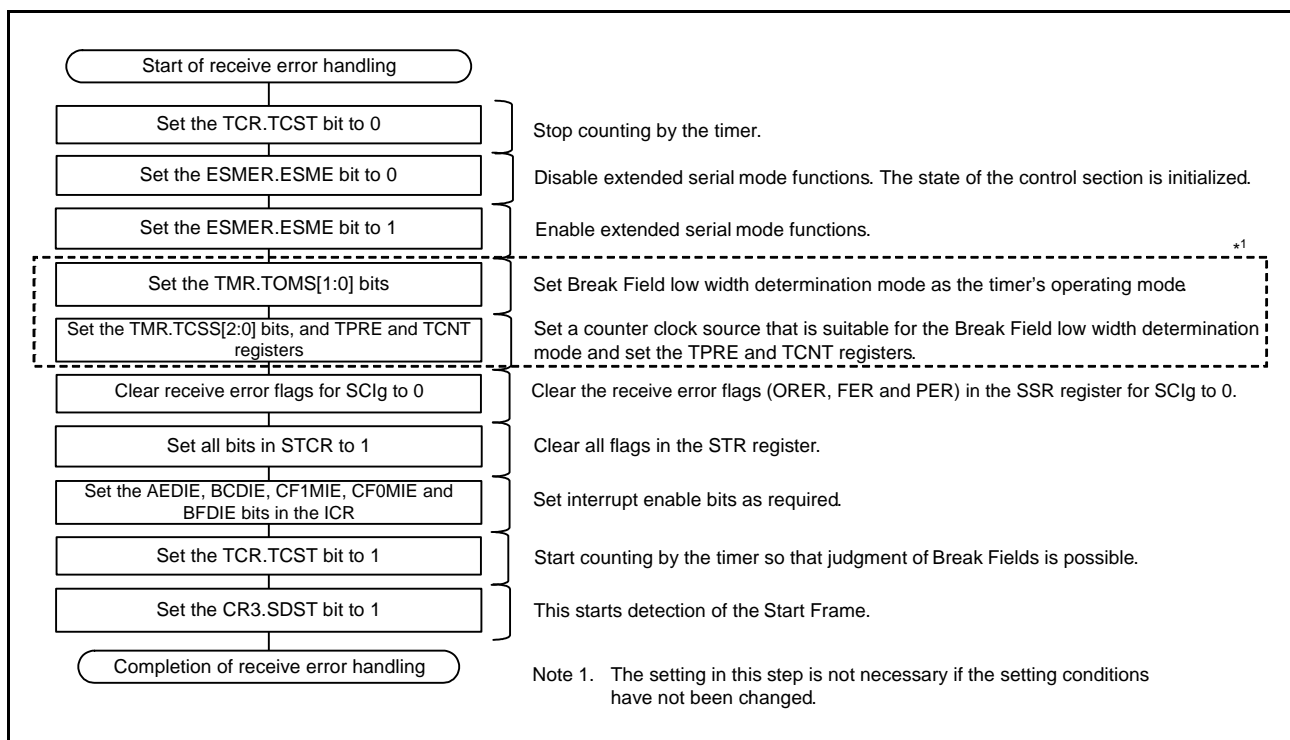 Start of receive error handling
Set the TCR.TCST bit to 0
Stop counting by the timer.
Set the ESMER.ESME bit to 0
Disable extended serial mode functions. The state of the control section is initialized.
Set the ESMER.ESME bit to 1
Enable extended serial mode functions.
*1
Set the TMR.TOMS[1:0] bits
Set Break Field low width determination mode as the timer's operating mode.
Set the TMR.TCSS[2:0] bits, and TPRE and TCNT
registers
Set a counter clock source that is suitable for the Break Field low width determination
mode and set the TPRE and TCNT registers.
Clear receive error flags for SCIg to 0
Clear the receive error flags (ORER, FER and PER) in the SSR register for SCIg to 0.
Set all bits in STCR to 1
Clear all flags in the STR register.
Set the AEDIE, BCDIE, CF1MIE, CF0MIE and
BFDIE bits in the ICR
Set interrupt enable bits as required.
Set the TCR.TCST bit to 1
Start counting by the timer so that judgment of Break Fields is possible.
Set the CR3.SDST bit to 1
This starts detection of the Start Frame.
Completion of receive error handling
Note 1. The setting in this step is not necessary if the setting conditions
have not been changed.